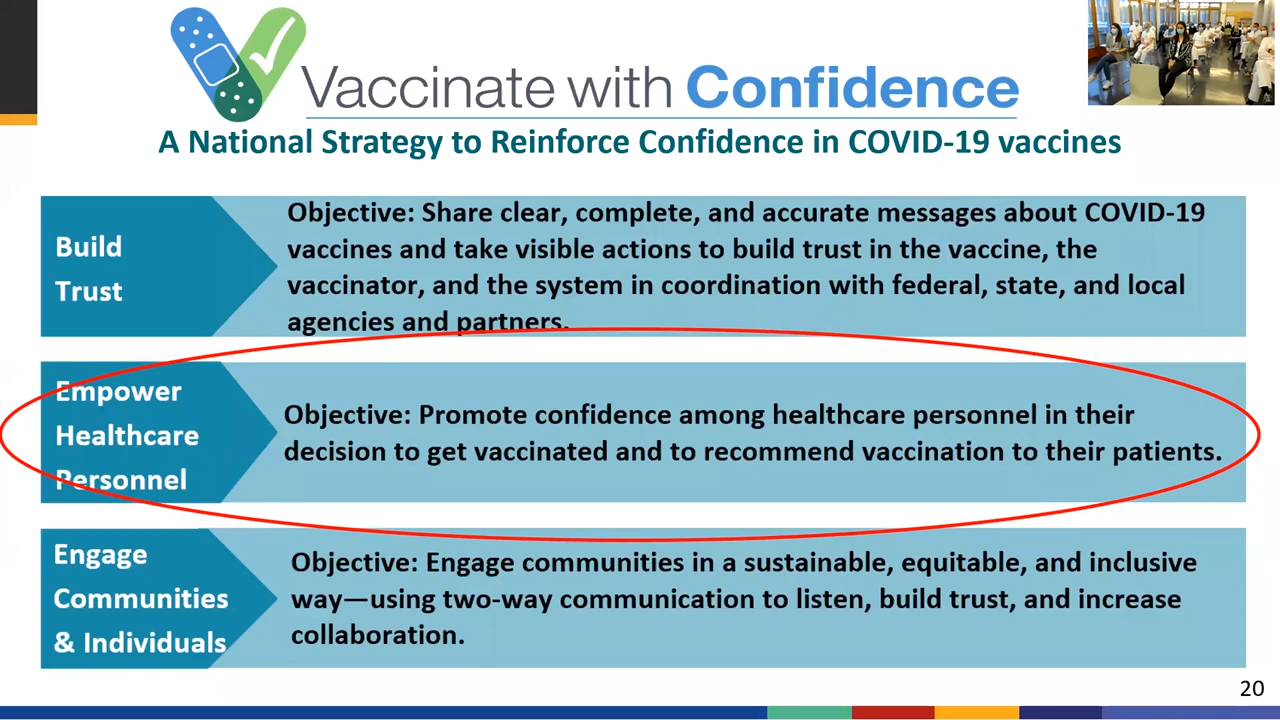 Vaccinate with Confidence
A National Strategy to Reinforce Confidence in COVID-19 vaccines
Build
Trust
Objective: Share clear, complete, and accurate messages about COVID-19
vaccines and take visible actions to build trust in the vaccine, the
vaccinator, and the system in coordination with federal, state, and local
agencies and partners.
Empower
Healthcare
Personnel
Objective: Promote confidence among healthcare personnel in their
decision to get vaccinated and to recommend vaccination to their patients.
Engage
Communities
& Individuals
Objective: Engage communities in a sustainable, equitable, and inclusive
way—using two-way communication to listen, build trust, and increase
collaboration.
20